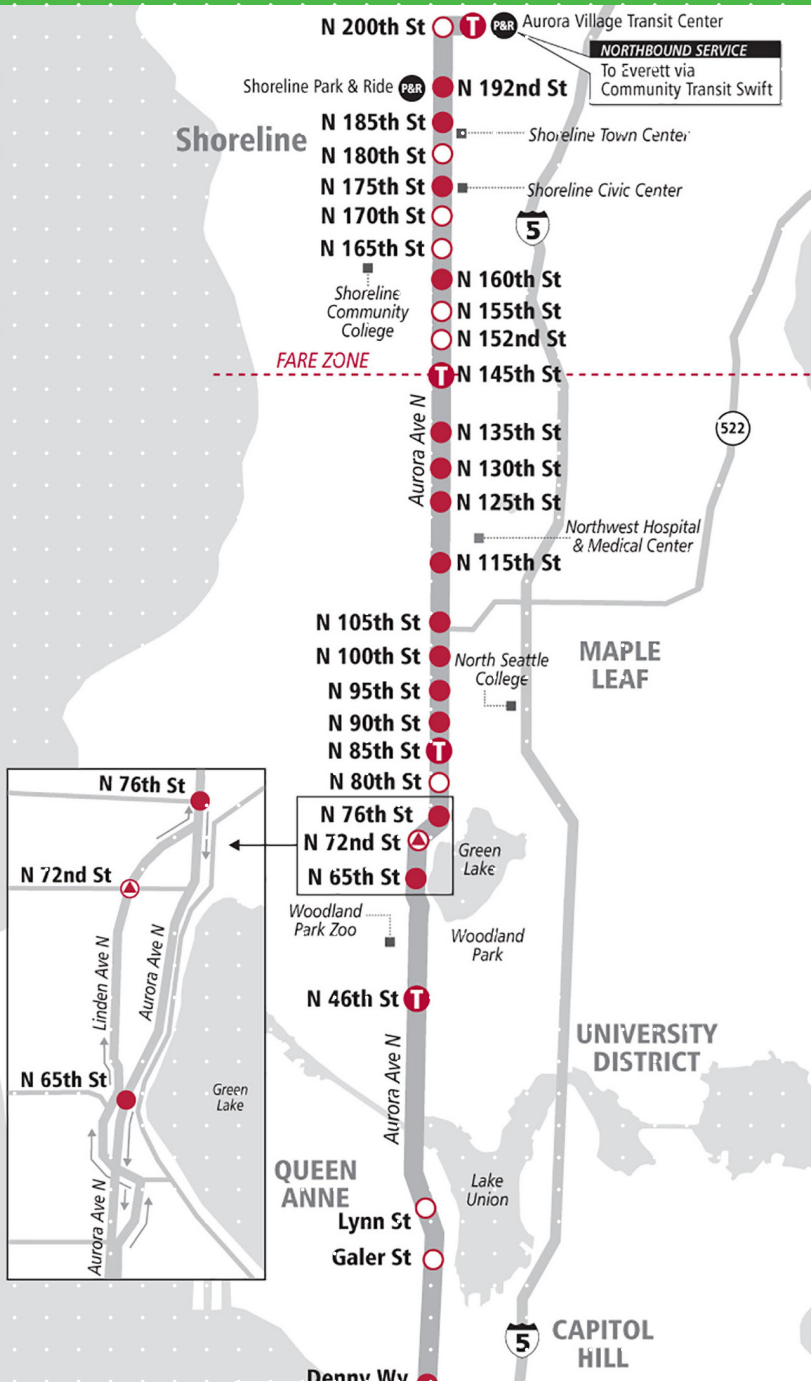 N 200th St
T
P&R
Aurora Village Transit Center
NORTHBOUND SERVICE
To Everett via
Community Transit Swift
Shoreline Park & Ride
P&R
N 192nd St
Shoreline
N 185th St
Shoreline Town Center
N 180th St
N 175th St
Shoreline Civic Center
N 170th St
5
N 165th St
N 160th St
Shoreline
Community
College
N 155th St
N 152nd St
FARE ZONE
T
N 145th St
Aurora Ave N
N 135th St
522
N 130th St
N 125th St
Northwest Hospital
& Medical Center
N 115th St
N 105th St
N 100th St
North Seattle
College
MAPLE
LEAF
N 95th St
N 90th St
N 85th St
T
N 80th St
N 76th St
N 72nd St
N 65th St
Green
Lake
Woodland
Park Zoo
Woodland
Park
N 46th St
T
Aurora Ave N
UNIVERSITY
DISTRICT
N 76th St
N 72nd St
Linden Ave N
Aurora Ave N
N 65th St
Green
Lake
Aurora Ave N
QUEEN
ANNE
Lake
Union
Lynn St
Galer St
5
CAPITOL
HILL
Denny Wy